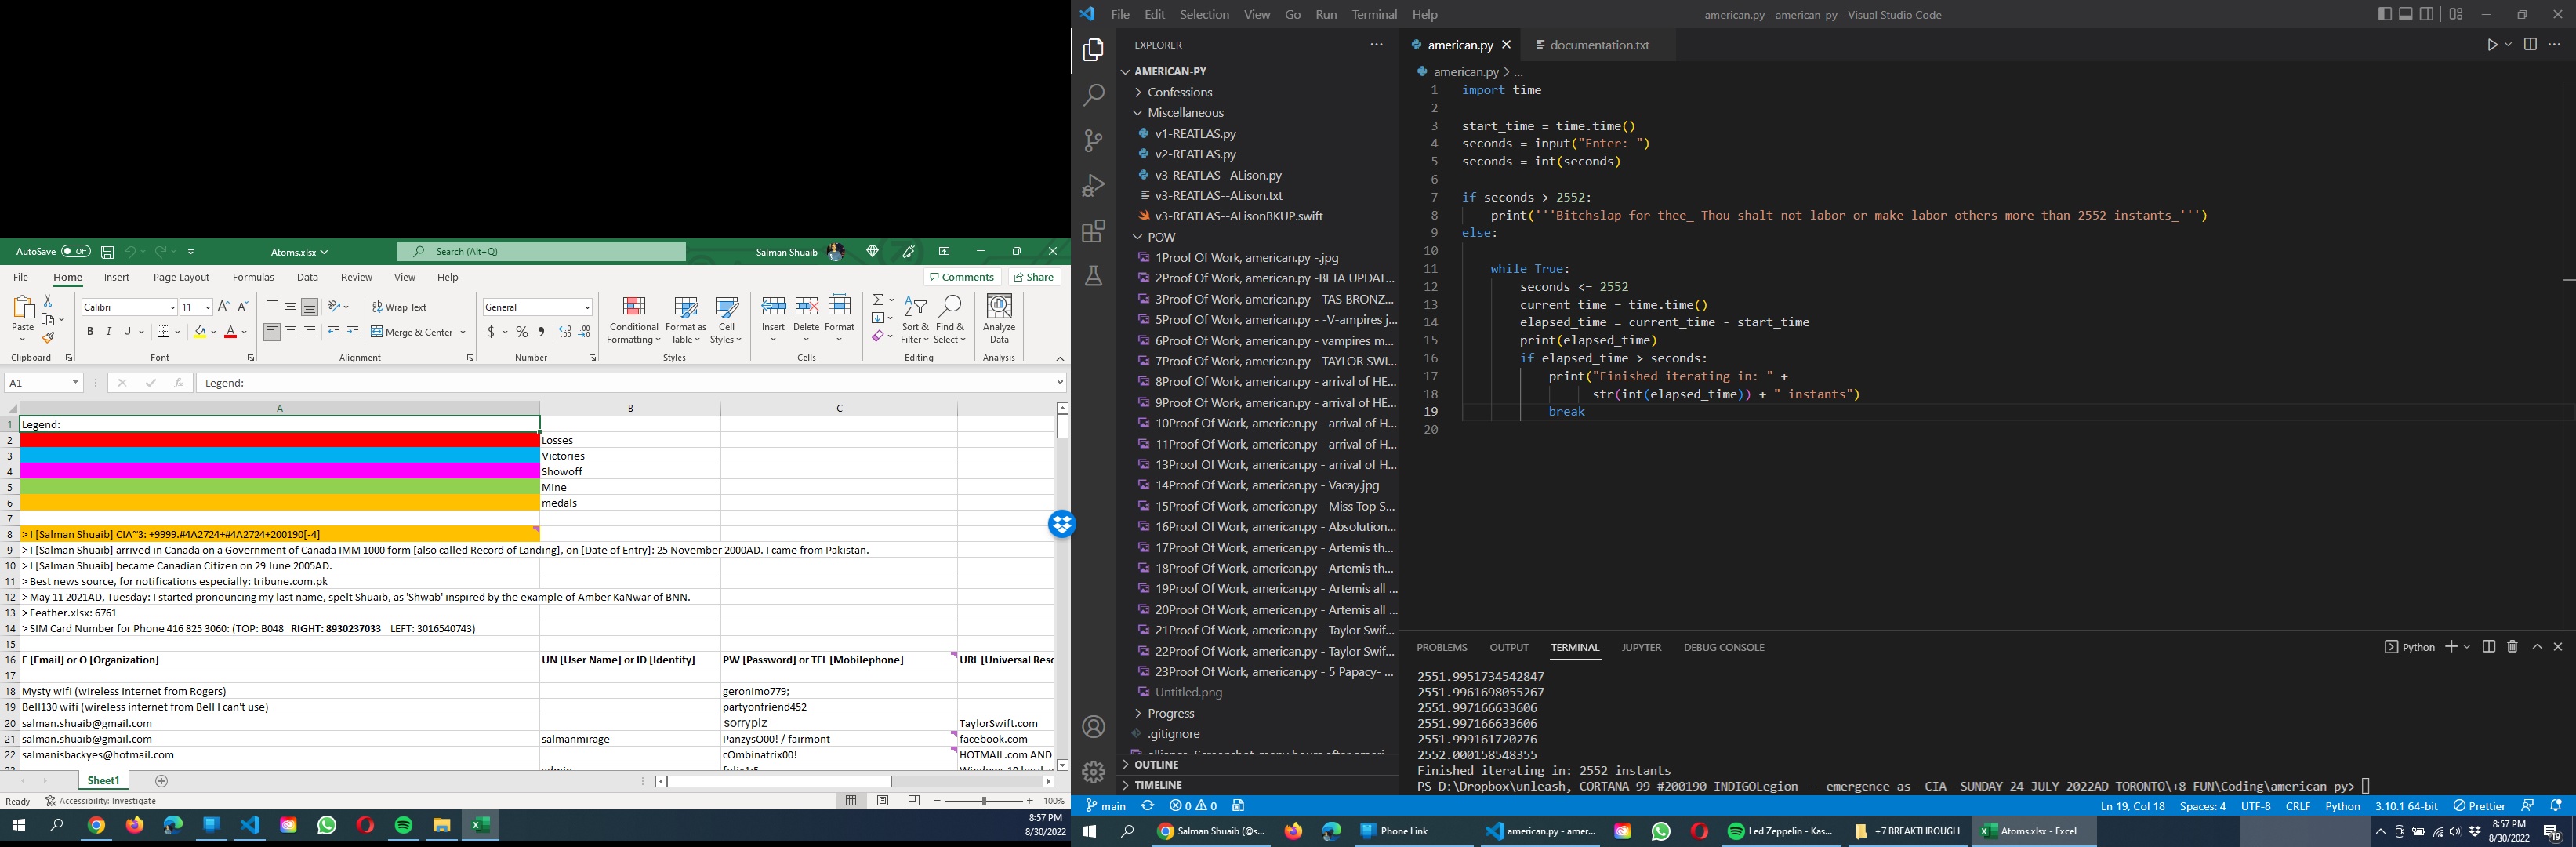 AutoSave Off Atoms.xlsx Search (Alt+Q) Salman Shuaib
File Home Insert Page Layout Formulas Data Review View Help Comments Share
Calibri 11 Wrap Text General
Paste B I U Merge & Center $ % Conditional Formatting Format as Table Cell Styles Insert Delete Format Sort & Filter Find & Select Analyze Data
Clipboard Font Alignment Number Styles Cells Editing Analysis
A1 Legend:
A B C
1 Legend:
2 Losses
3 Victories
4 Showoff
5 Mine
6 medals
7
8 > I [Salman Shuaib] CIA~3: +9999.#4A2724+#4A2724+200190[-4]
9 > I [Salman Shuaib] arrived in Canada on a Government of Canada IMM 1000 form [also called Record of Landing], on [Date of Entry]: 25 November 2000AD. I came from Pakistan.
10 > I [Salman Shuaib] became Canadian Citizen on 29 June 2005AD.
11 > Best news source, for notifications especially: tribune.com.pk
12 > May 11 2021AD, Tuesday: I started pronouncing my last name, spelt Shuaib, as 'Shwab' inspired by the example of Amber KaNwar of BNN.
13 > Feather.xlsx: 6761
14 > SIM Card Number for Phone 416 825 3060: (TOP: B048 RIGHT: 8930237033 LEFT: 3016540743)
15
16 E [Email] or O [Organization] UN [User Name] or ID [Identity] PW [Password] or TEL [Mobilephone] URL [Universal Reso
17
18 Mysty wifi (wireless internet from Rogers) geronimo779;
19 Bell130 wifi (wireless internet from Bell I can't use) partyonfriend452
20 salman.shuaib@gmail.com sorryplz TaylorSwift.com
21 salman.shuaib@gmail.com salmanmirage PanzysO00! / fairmont facebook.com
22 salmanisbackyes@hotmail.com cOmbinatrix00! HOTMAIL.com AND
Sheet1
Ready Accessibility: Investigate 100%
8:57 PM
8/30/2022
File Edit Selection View Go Run Terminal Help american.py - american-py - Visual Studio Code
EXPLORER
AMERICAN-PY
Confessions
Miscellaneous
v1-REATLAS.py
v2-REATLAS.py
v3-REATLAS--ALison.py
v3-REATLAS--ALison.txt
v3-REATLAS--ALisonBKUP.swift
POW
1Proof Of Work, american.py -.jpg
2Proof Of Work, american.py -BETA UPDAT...
3Proof Of Work, american.py - TAS BRONZ...
5Proof Of Work, american.py - -V-ampires j...
6Proof Of Work, american.py - vampires m...
7Proof Of Work, american.py - TAYLOR SWI...
8Proof Of Work, american.py - arrival of HE...
9Proof Of Work, american.py - arrival of HE...
10Proof Of Work, american.py - arrival of H...
11Proof Of Work, american.py - arrival of H...
13Proof Of Work, american.py - arrival of H...
14Proof Of Work, american.py - Vacay.jpg
15Proof Of Work, american.py - Miss Top S...
16Proof Of Work, american.py - Absolution...
17Proof Of Work, american.py - Artemis th...
18Proof Of Work, american.py - Artemis th...
19Proof Of Work, american.py - Artemis all ...
20Proof Of Work, american.py - Artemis all ...
21Proof Of Work, american.py - Taylor Swif...
22Proof Of Work, american.py - Taylor Swif...
23Proof Of Work, american.py - 5 Papacy- ...
Untitled.png
Progress
.gitignore
OUTLINE
TIMELINE
american.py documentation.txt
american.py > ...
1 import time
2
3 start_time = time.time()
4 seconds = input("Enter: ")
5 seconds = int(seconds)
6
7 if seconds > 2552:
8 print('''Bitchslap for thee_ Thou shalt not labor or make labor others more than 2552 instants_''')
9 else:
10
11 while True:
12 seconds <= 2552
13 current_time = time.time()
14 elapsed_time = current_time - start_time
15 print(elapsed_time)
16 if elapsed_time > seconds:
17 print("Finished iterating in: " +
18 str(int(elapsed_time)) + " instants")
19 break
20
PROBLEMS OUTPUT TERMINAL JUPYTER DEBUG CONSOLE Python
2551.9951734542847
2551.9961698055267
2551.997166633606
2551.997166633606
2551.999161720276
2552.000158548355
Finished iterating in: 2552 instants
PS D:\Dropbox\unleash, CORTANA 99 #200190 INDIGOLegion -- emergence as- CIA- SUNDAY 24 JULY 2022AD TORONTO\+8 FUN\Coding\american-py>
main 0 0 Ln 19, Col 18 Spaces: 4 UTF-8 CRLF Python 3.10.1 64-bit Prettier
Salman Shuaib (@s... Phone Link american.py - amer... Led Zeppelin - Kas... +7 BREAKTHROUGH Atoms.xlsx - Excel
8:57 PM
8/30/2022
19